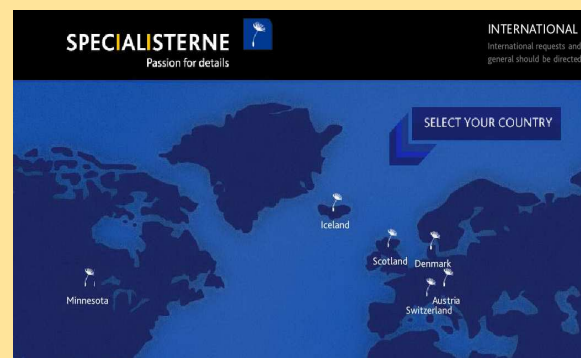 SPECIALISTERNE
Passion for details
INTERNATIONAL
International requests and
general should be directed
SELECT YOUR COUNTRY
Iceland
Scotland
Denmark
Minnesota
Austria
Switzerland